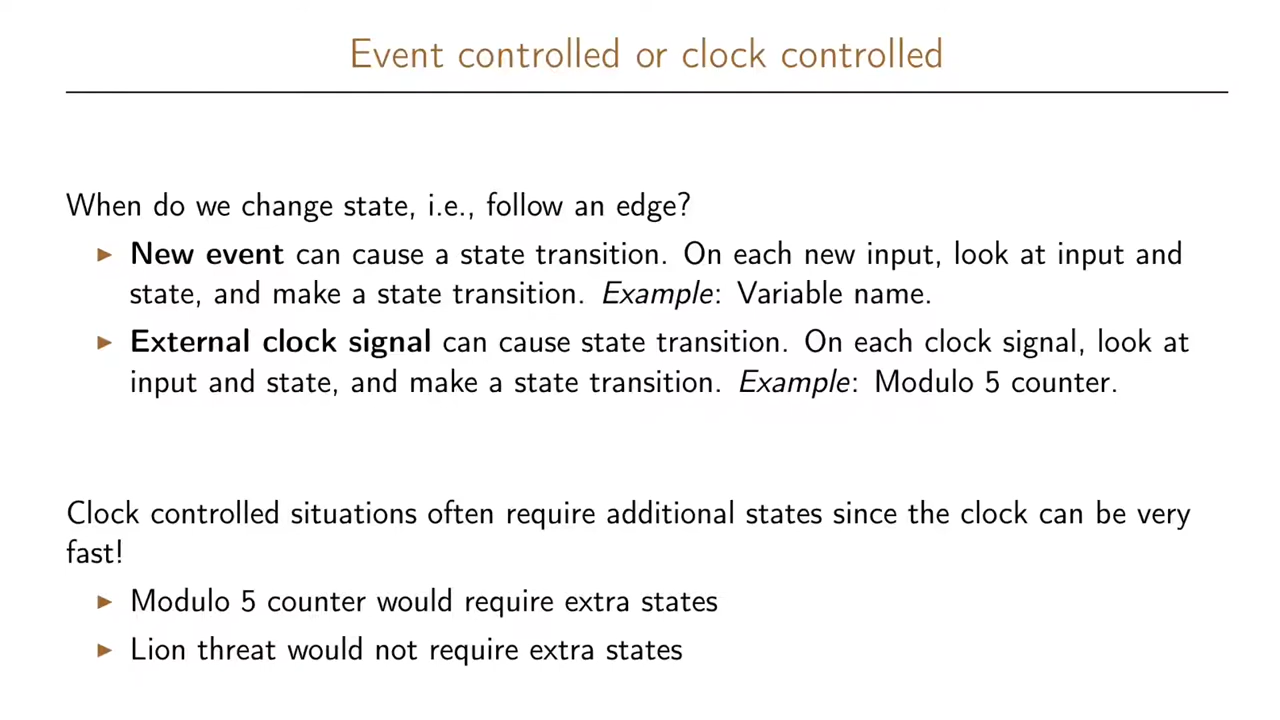 Event controlled or clock controlled
When do we change state, i.e., follow an edge?
▶ New event can cause a state transition. On each new input, look at input and
state, and make a state transition. Example: Variable name.
▶ External clock signal can cause state transition. On each clock signal, look at
input and state, and make a state transition. Example: Modulo 5 counter.
Clock controlled situations often require additional states since the clock can be very
fast!
▶ Modulo 5 counter would require extra states
▶ Lion threat would not require extra states